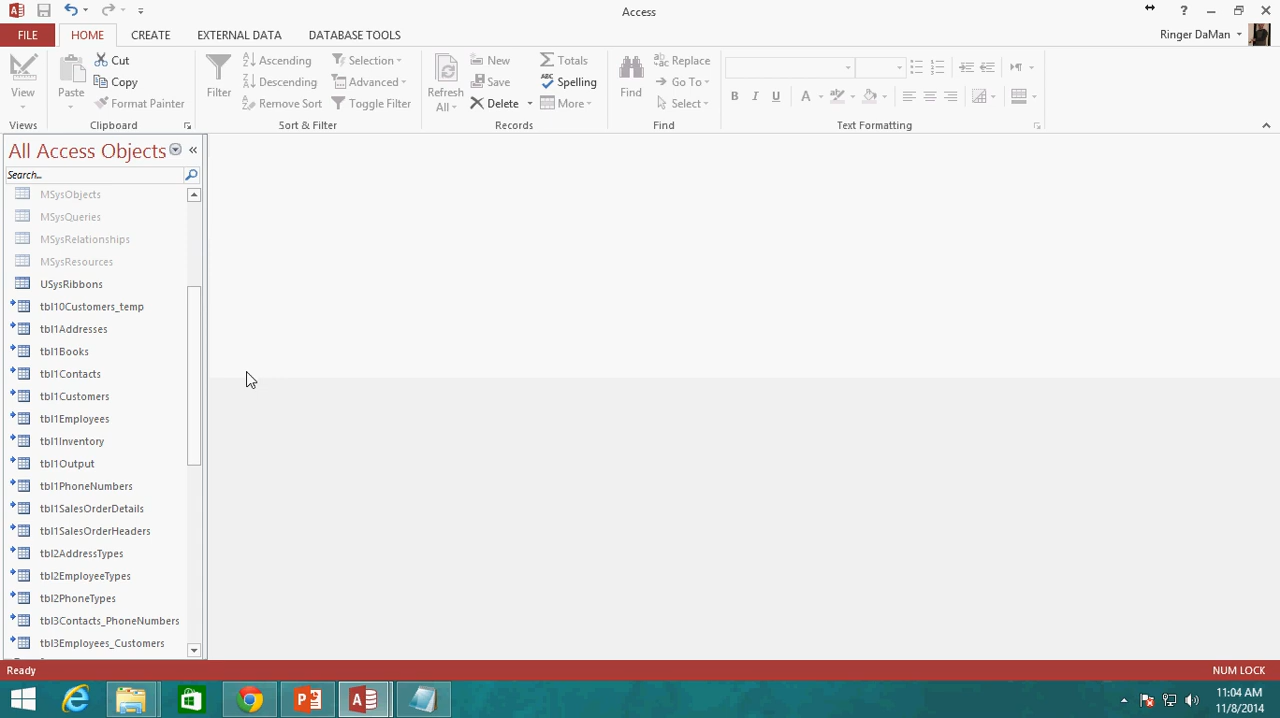 Access
?
FILE
HOME
CREATE
EXTERNAL DATA
DATABASE TOOLS
Ringer DaMan
View
Views
Paste
Cut
Copy
Format Painter
Clipboard
Filter
Ascending
Descending
Remove Sort
Selection
Advanced
Toggle Filter
Sort & Filter
Refresh
All
New
Save
Delete
Totals
Spelling
More
Records
Find
Replace
Go To
Select
Find
B I U A
Text Formatting
All Access Objects
Search...
MSysObjects
MSysQueries
MSysRelationships
MSysResources
USysRibbons
tbl10Customers_temp
tbl1Addresses
tbl1Books
tbl1Contacts
tbl1Customers
tbl1Employees
tbl1Inventory
tbl1Output
tbl1PhoneNumbers
tbl1SalesOrderDetails
tbl1SalesOrderHeaders
tbl2AddressTypes
tbl2EmployeeTypes
tbl2PhoneTypes
tbl3Contacts_PhoneNumbers
tbl3Employees_Customers
Ready
NUM LOCK
11:04 AM
11/8/2014